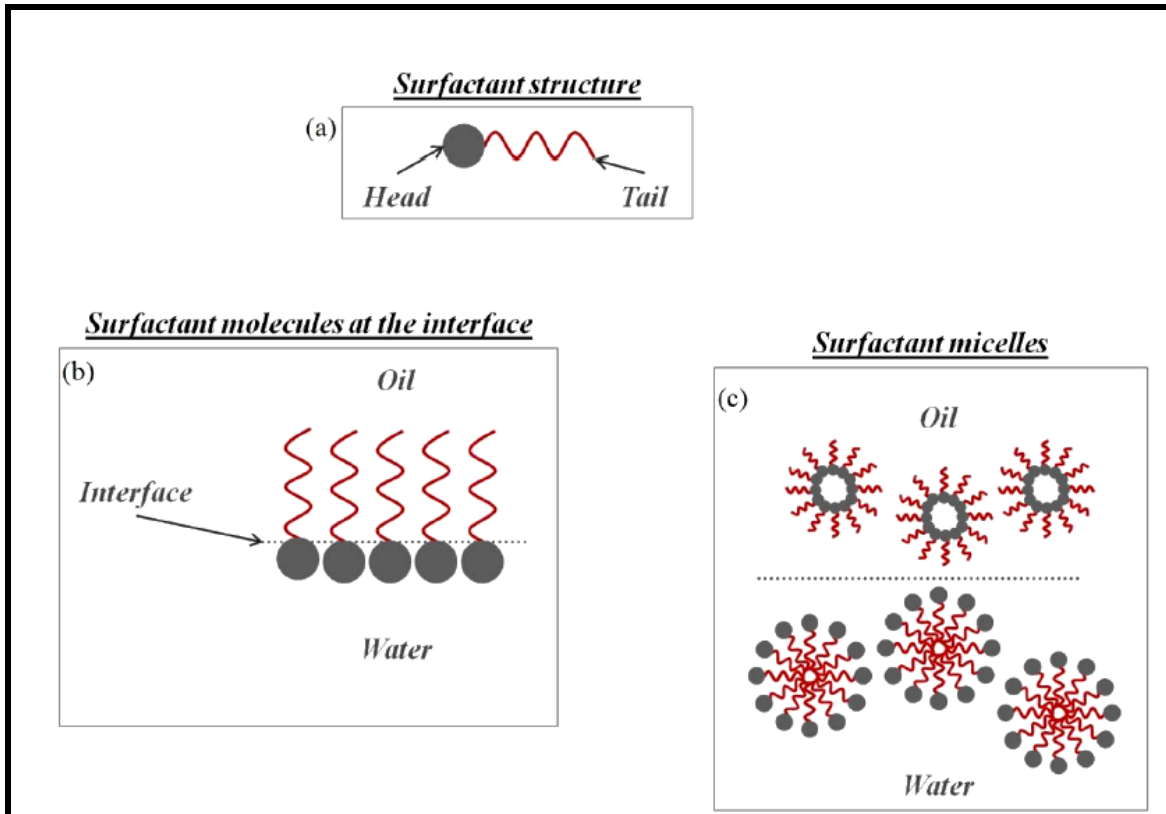 Surfactant structure
(a)
Head
Tail
Surfactant molecules at the interface
(b)
Oil
Interface
Water
Surfactant micelles
(c)
Oil
Water